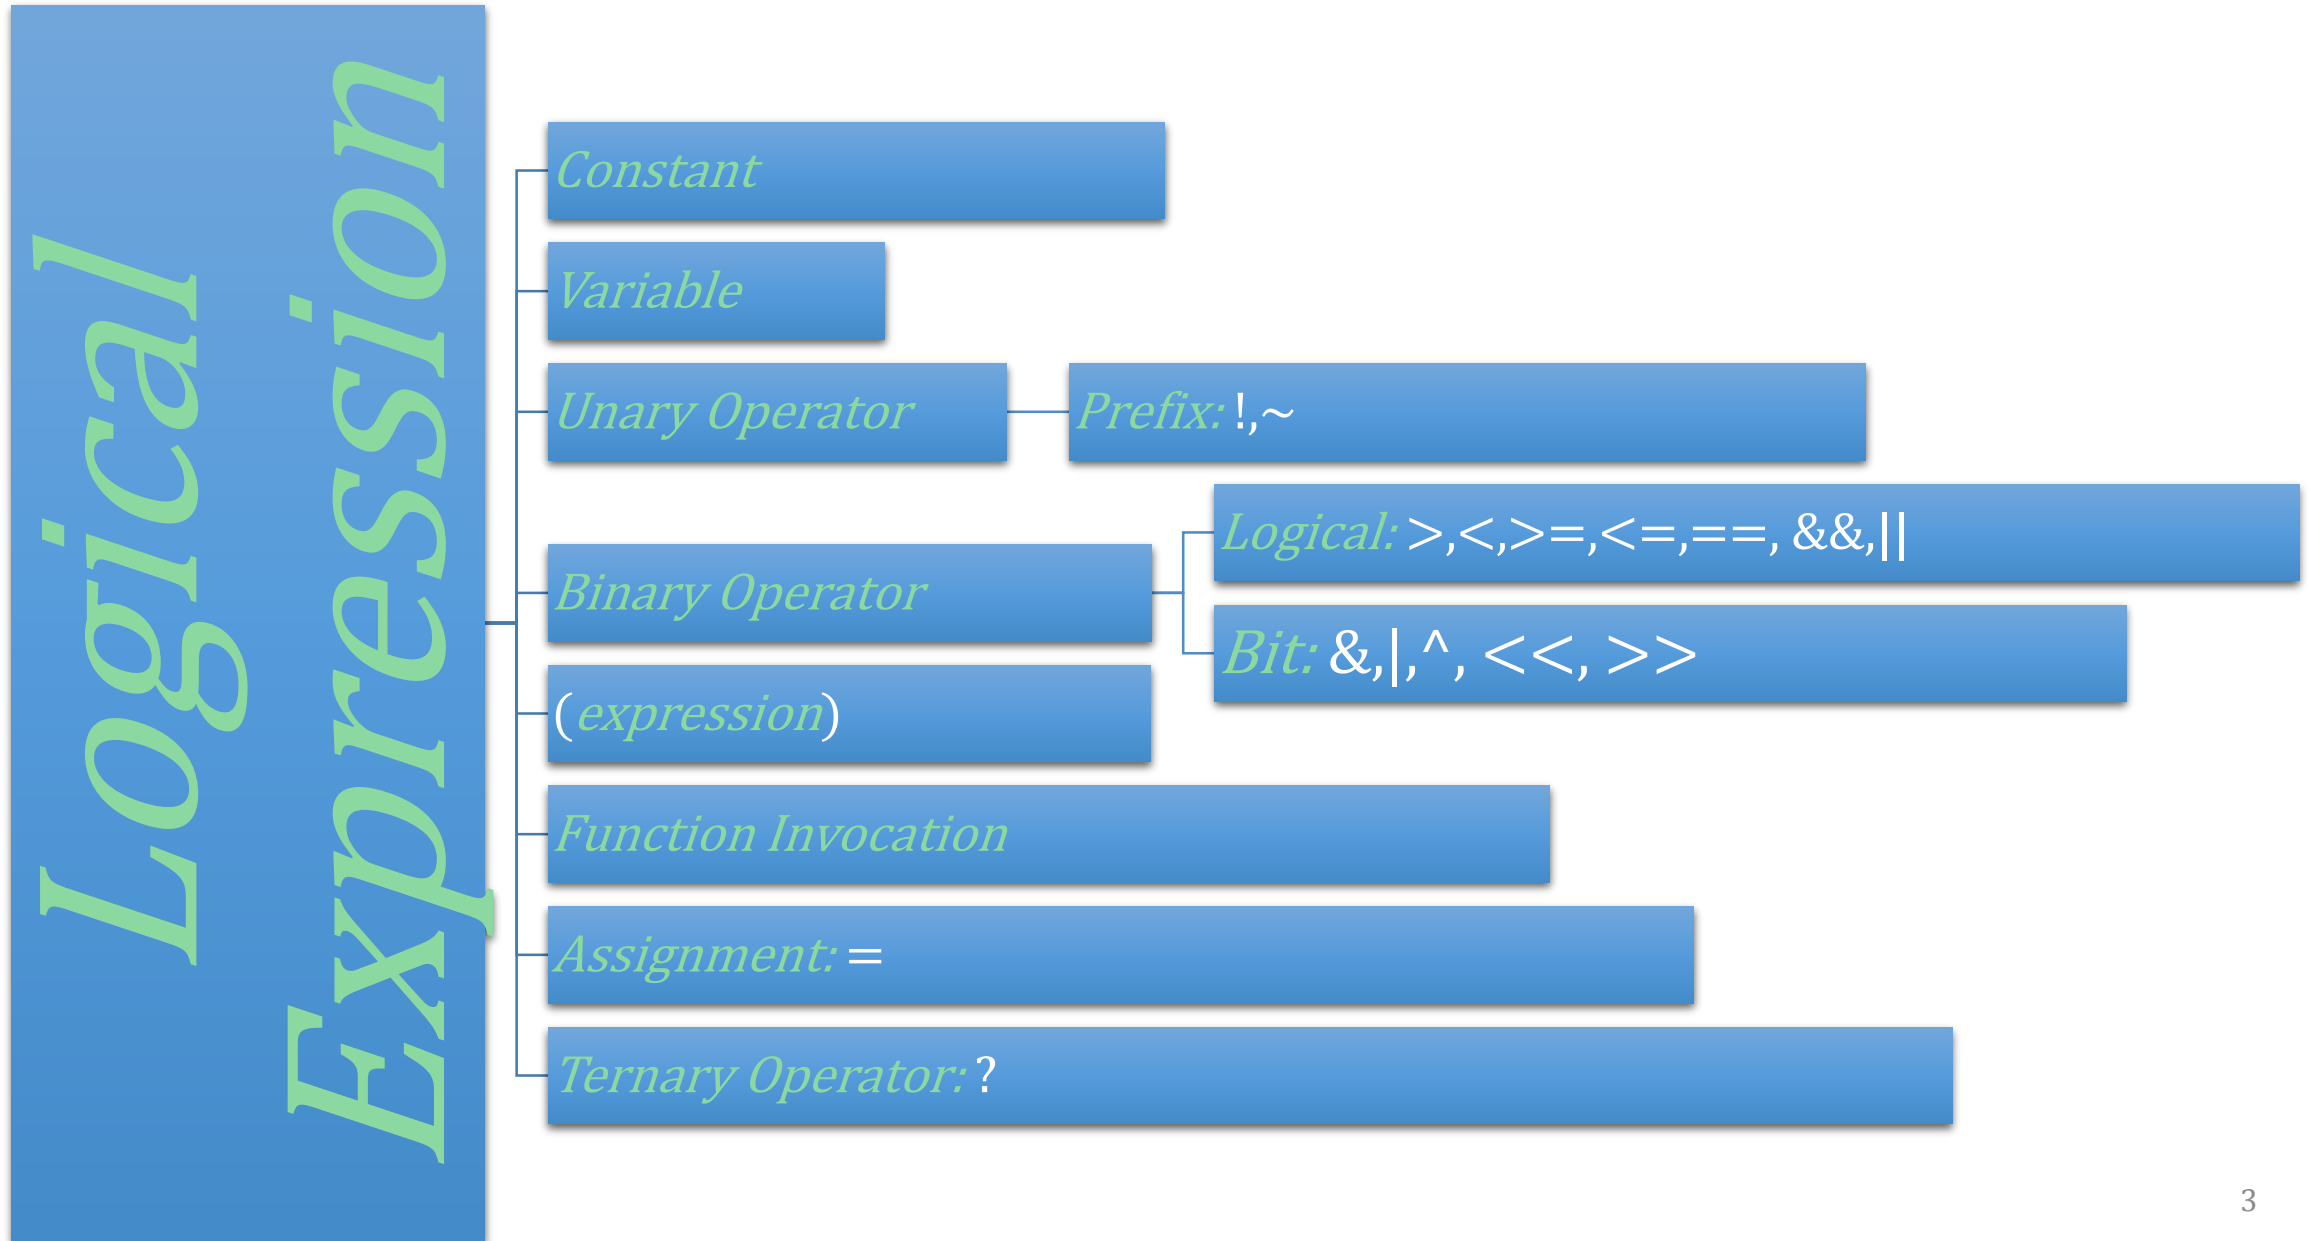 Logical
Expression
Constant
Variable
Unary Operator
Prefix: !,~
Binary Operator
Logical: >,<,>=,<=,==, &&,||
Bit: &,|,^, <<, >>
(expression)
Function Invocation
Assignment: =
Ternary Operator: ?
3